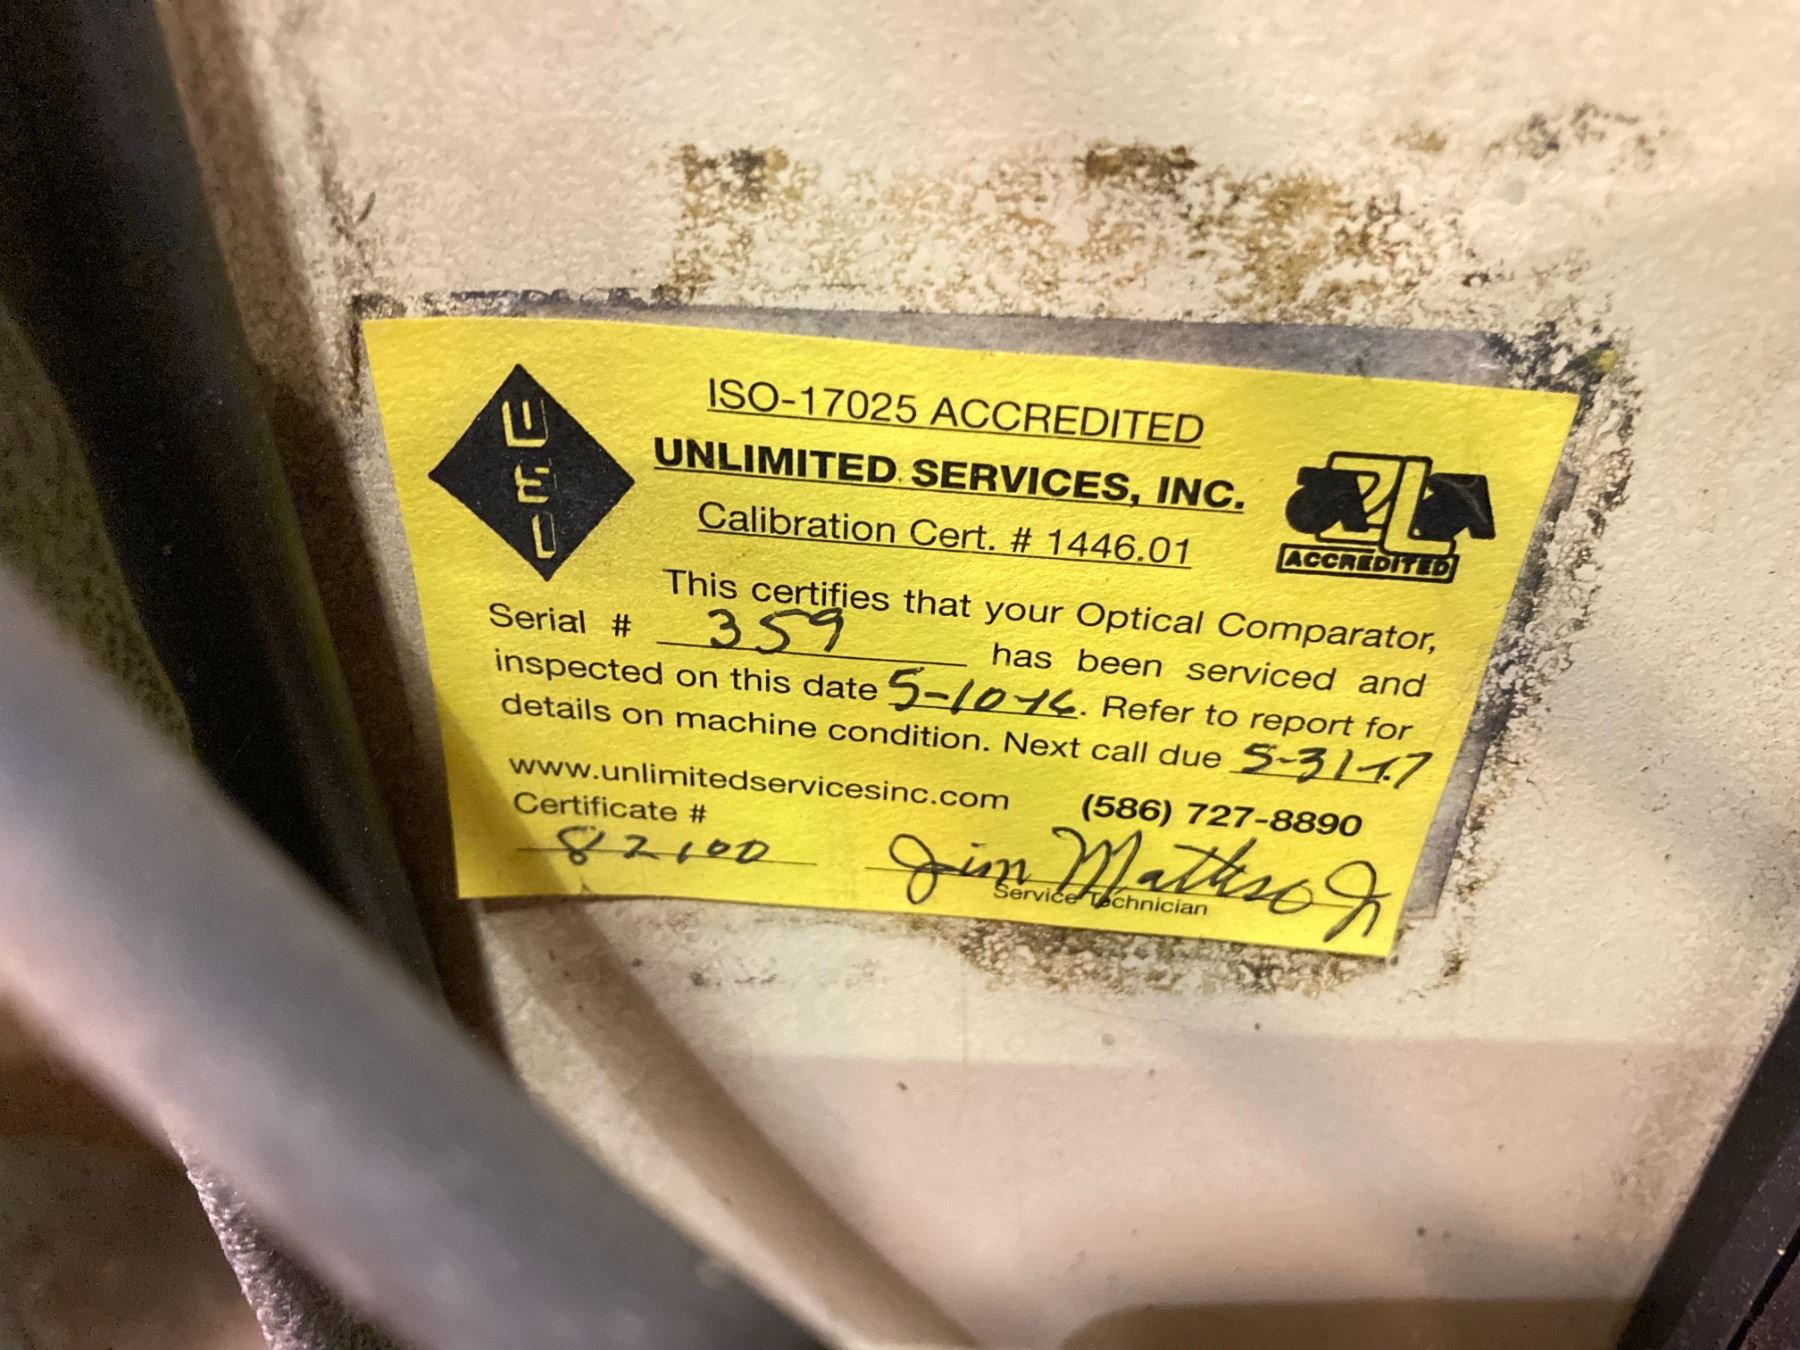 USI
ISO-17025 ACCREDITED
UNLIMITED SERVICES, INC.
Calibration Cert. # 1446.01
A2LA
ACCREDITED
This certifies that your Optical Comparator,
Serial # 359 has been serviced and
inspected on this date 5-10-16. Refer to report for
details on machine condition. Next call due 5-31-17
www.unlimitedservicesinc.com (586) 727-8890
Certificate #
82100 Jim
Service Technician